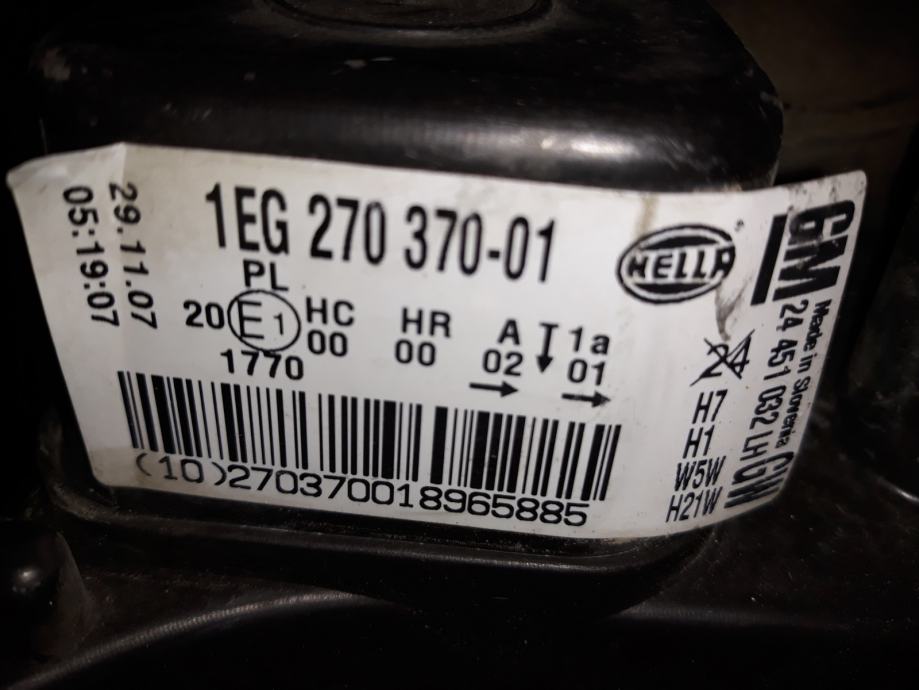 29.11.07
05:19:07
1EG 270 370-01
HELLA
PL
20 E1 HC HR A 1a
00 00 02 01
1770
(10)270370018965885
24
H7
H1
W5W
H21W
GM
24 451 032 LH
Made in Slovenia